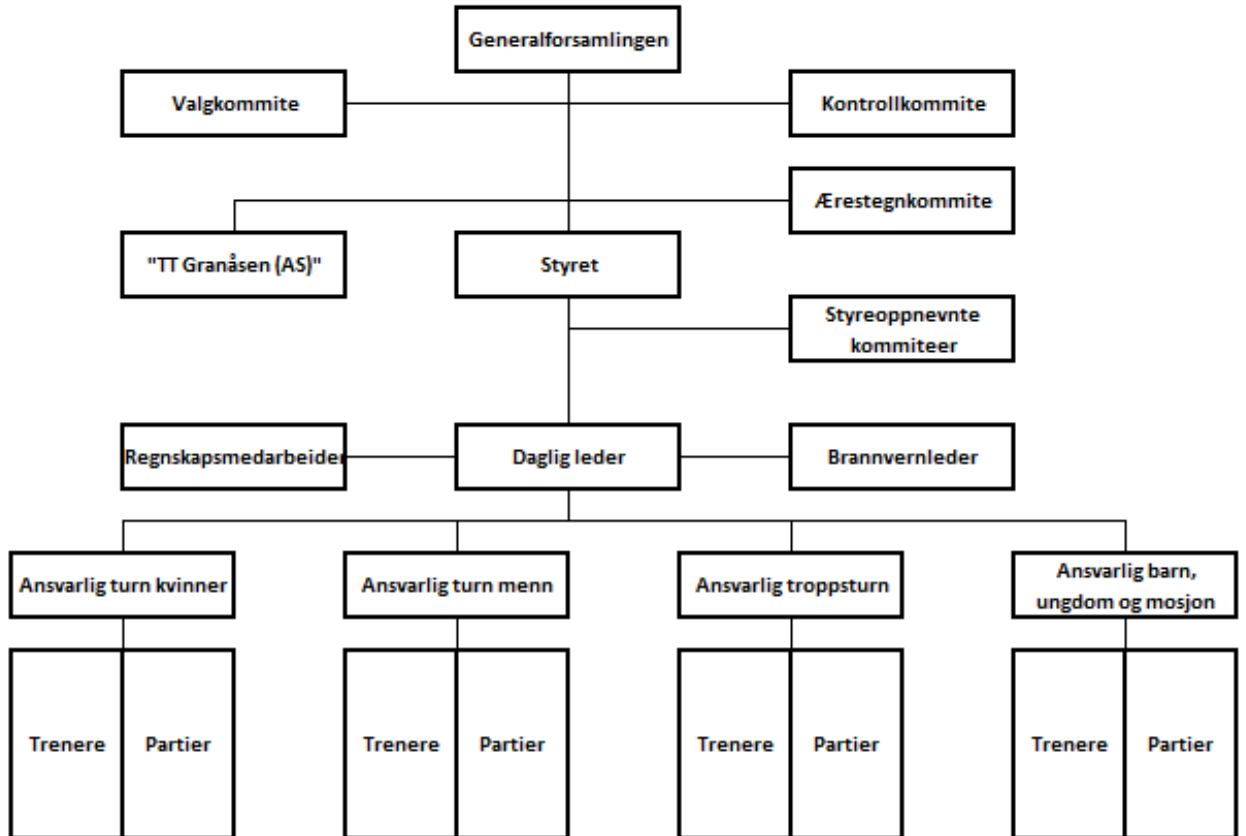 Generalforsamlingen
Valgkommite
Kontrollkommite
Ærestegnkommite
"TT Granåsen (AS)"
Styret
Styreoppnevnte
kommiteer
Regnskapsmedarbeider
Daglig leder
Brannvernleder
Ansvarlig turn kvinner
Ansvarlig turn menn
Ansvarlig troppsturn
Ansvarlig barn,
ungdom og mosjon
Trenere
Partier
Trenere
Partier
Trenere
Partier
Trenere
Partier